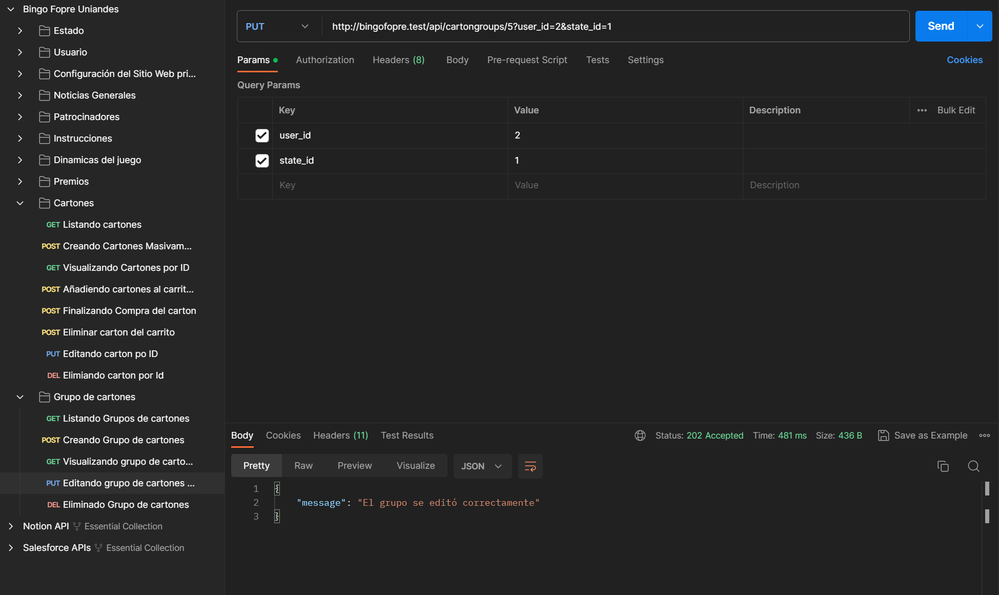 Bingo Fopre Uniandes
Estado
Usuario
Configuración del Sitio Web pri...
Noticias Generales
Patrocinadores
Instrucciones
Dinamicas del juego
Premios
Cartones
GET Listando cartones
POST Creando Cartones Masivam...
GET Visualizando Cartones por ID
POST Añadiendo cartones al carrit...
POST Finalizando Compra del carton
POST Eliminar carton del carrito
PUT Editando carton po ID
DEL Elimiando carton por Id
Grupo de cartones
GET Listando Grupos de cartones
POST Creando Grupo de cartones
GET Visualizando grupo de carto...
PUT Editando grupo de cartones ...
DEL Eliminado Grupo de cartones
Notion API Essential Collection
Salesforce APIs Essential Collection
PUT http://bingofopre.test/api/cartongroups/5?user_id=2&state_id=1 Send
Params Authorization Headers (8) Body Pre-request Script Tests Settings Cookies
Query Params
Key Value Description Bulk Edit
user_id 2
state_id 1
Key Value Description
Body Cookies Headers (11) Test Results Status: 202 Accepted Time: 481 ms Size: 436 B Save as Example
Pretty Raw Preview Visualize JSON
1 {
2 "message": "El grupo se editó correctamente"
3 }